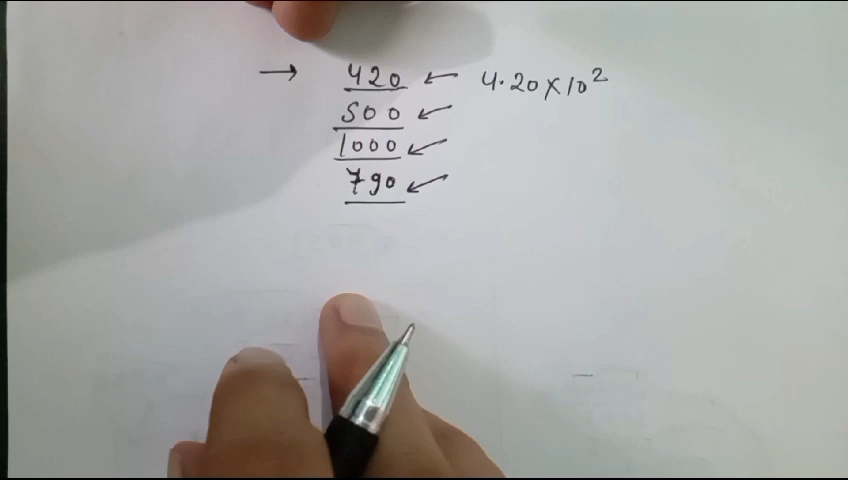 → 420 ← 4.20×10²
500 ←
1000 ←
790 ←